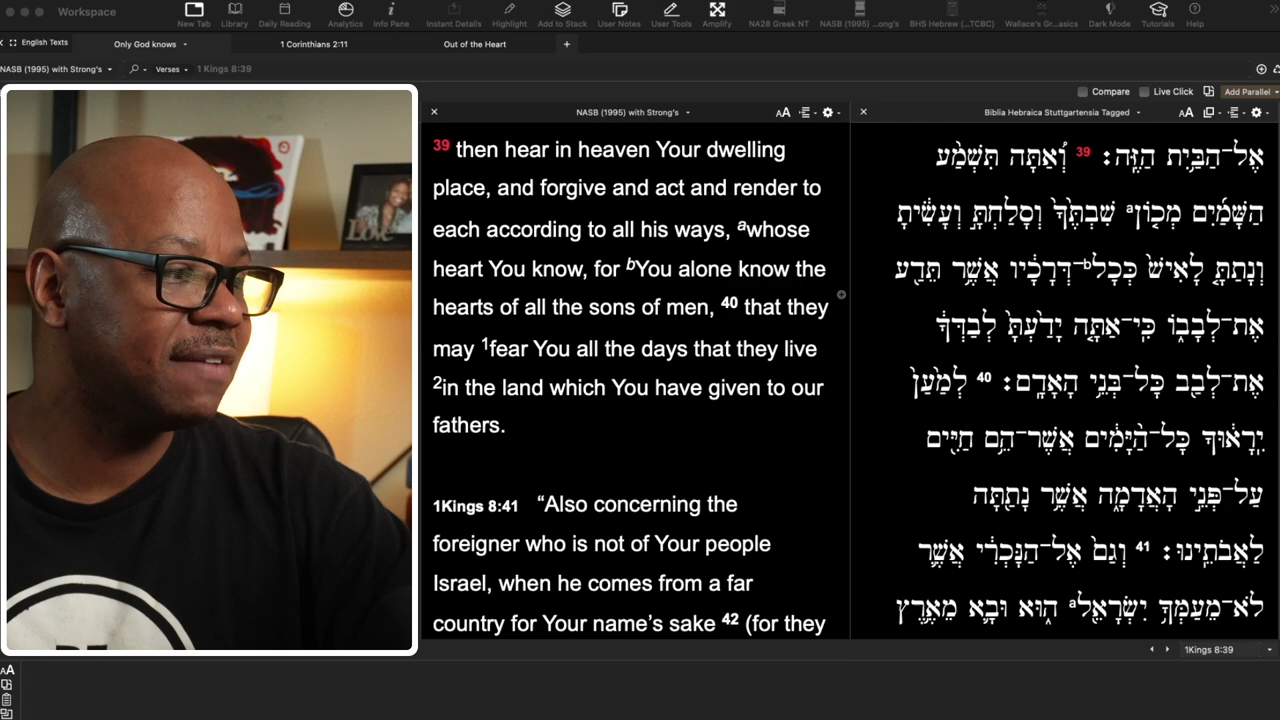 Workspace
New Tab
Library
Daily Reading
Analytics
Info Pane
Instant Details
Highlight
Add to Stack
User Notes
User Tools
Amplify
NA28 Greek NT
NASB (1995) ...ong's
BHS Hebrew (...TCBC)
Wallace's Gr...asics
Dark Mode
Tutorials
Help
English Texts
Only God knows
1 Corinthians 2:11
Out of the Heart
NASB (1995) with Strong's
Verses
1 Kings 8:39
Compare
Live Click
Add Parallel
NASB (1995) with Strong's
39 then hear in heaven Your dwelling
place, and forgive and act and render to
each according to all his ways, awhose
heart You know, for bYou alone know the
hearts of all the sons of men, 40 that they
may 1fear You all the days that they live
2in the land which You have given to our
fathers.
1Kings 8:41 “Also concerning the
foreigner who is not of Your people
Israel, when he comes from a far
country for Your name’s sake 42 (for they
Biblia Hebraica Stuttgartensia Tagged
אֶל־הַבַּ֥יִת הַזֶּֽה׃ 39 וְ֠אַתָּה תִּשְׁמַ֨ע
הַשָּׁמַ֜יִם מְכ֤וֹן a שִׁבְתֶּ֙ךָ֙ וְסָלַחְתָּ֣ וְעָשִׂ֔יתָ
וְנָתַתָּ֤ לָאִישׁ֙ כְּכָל־b דְּרָכָ֔יו אֲשֶׁ֥ר תֵּדַ֖ע
אֶת־לְבָב֑וֹ כִּֽי־אַתָּ֤ה יָדַ֙עְתָּ֙ לְבַדְּךָ֔
אֶת־לְבַ֖ב כָּל־בְּנֵ֥י הָאָדָֽם׃ 40 לְמַ֙עַן֙
יִֽרָא֔וּךָ כָּל־הַ֨יָּמִ֔ים אֲשֶׁר־הֵ֥ם חַיִּ֖ים
עַל־פְּנֵ֣י הָאֲדָמָ֑ה אֲשֶׁ֥ר נָתַ֖תָּה
לַאֲבֹתֵֽינוּ׃ 41 וְגַם֙ אֶל־הַנָּכְרִ֔י אֲשֶׁ֛ר
לֹא־מֵעַמְּךָ֥ יִשְׂרָאֵ֖ל a ה֑וּא וּבָ֛א מֵאֶ֥רֶץ
1Kings 8:39
LOVE